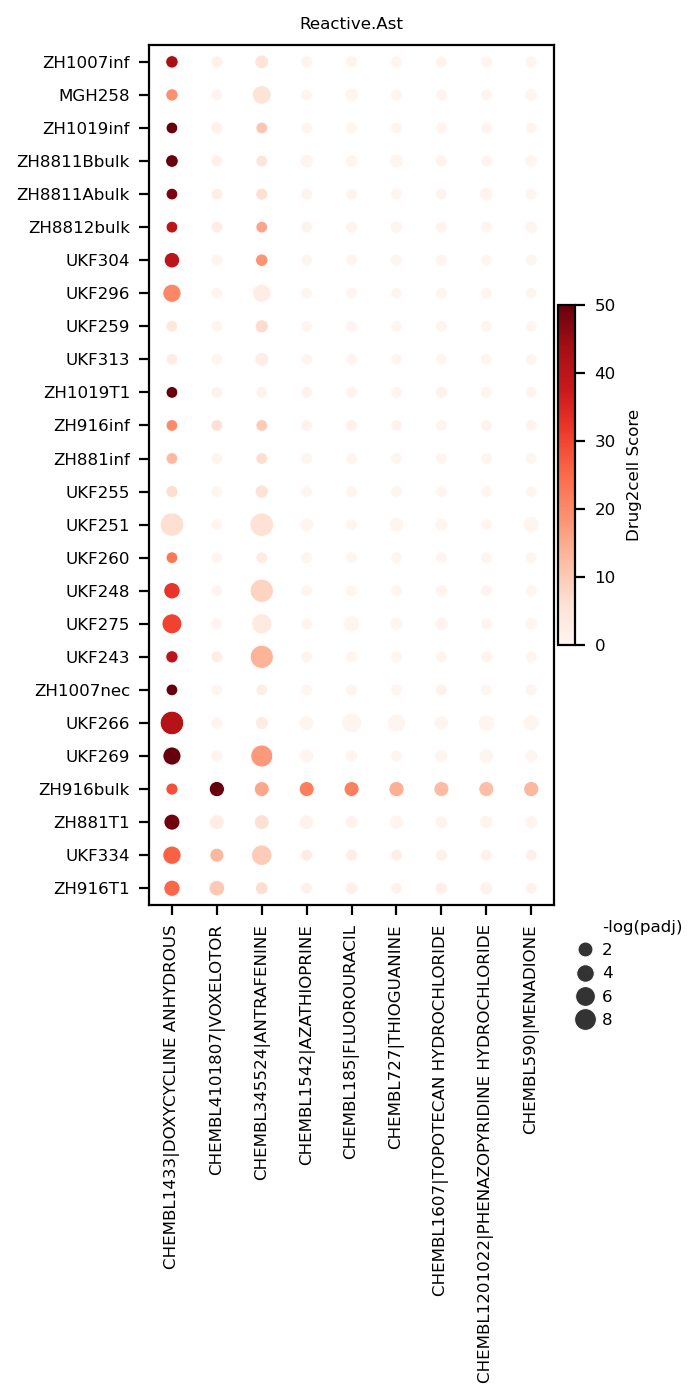 Reactive.Ast
ZH1007inf
MGH258
ZH1019inf
ZH8811Bbulk
ZH8811Abulk
ZH8812bulk
UKF304
UKF296
UKF259
UKF313
ZH1019T1
ZH916inf
ZH881inf
UKF255
UKF251
UKF260
UKF248
UKF275
UKF243
ZH1007nec
UKF266
UKF269
ZH916bulk
ZH881T1
UKF334
ZH916T1
50
40
30
20
10
0
Drug2cell Score
-log(padj)
2
4
6
8
CHEMBL1433|DOXYCYCLINE ANHYDROUS
CHEMBL4101807|VOXELOTOR
CHEMBL345524|ANTRAFENINE
CHEMBL1542|AZATHIOPRINE
CHEMBL185|FLUOROURACIL
CHEMBL727|THIOGUANINE
CHEMBL1607|TOPOTECAN HYDROCHLORIDE
CHEMBL1201022|PHENAZOPYRIDINE HYDROCHLORIDE
CHEMBL590|MENADIONE